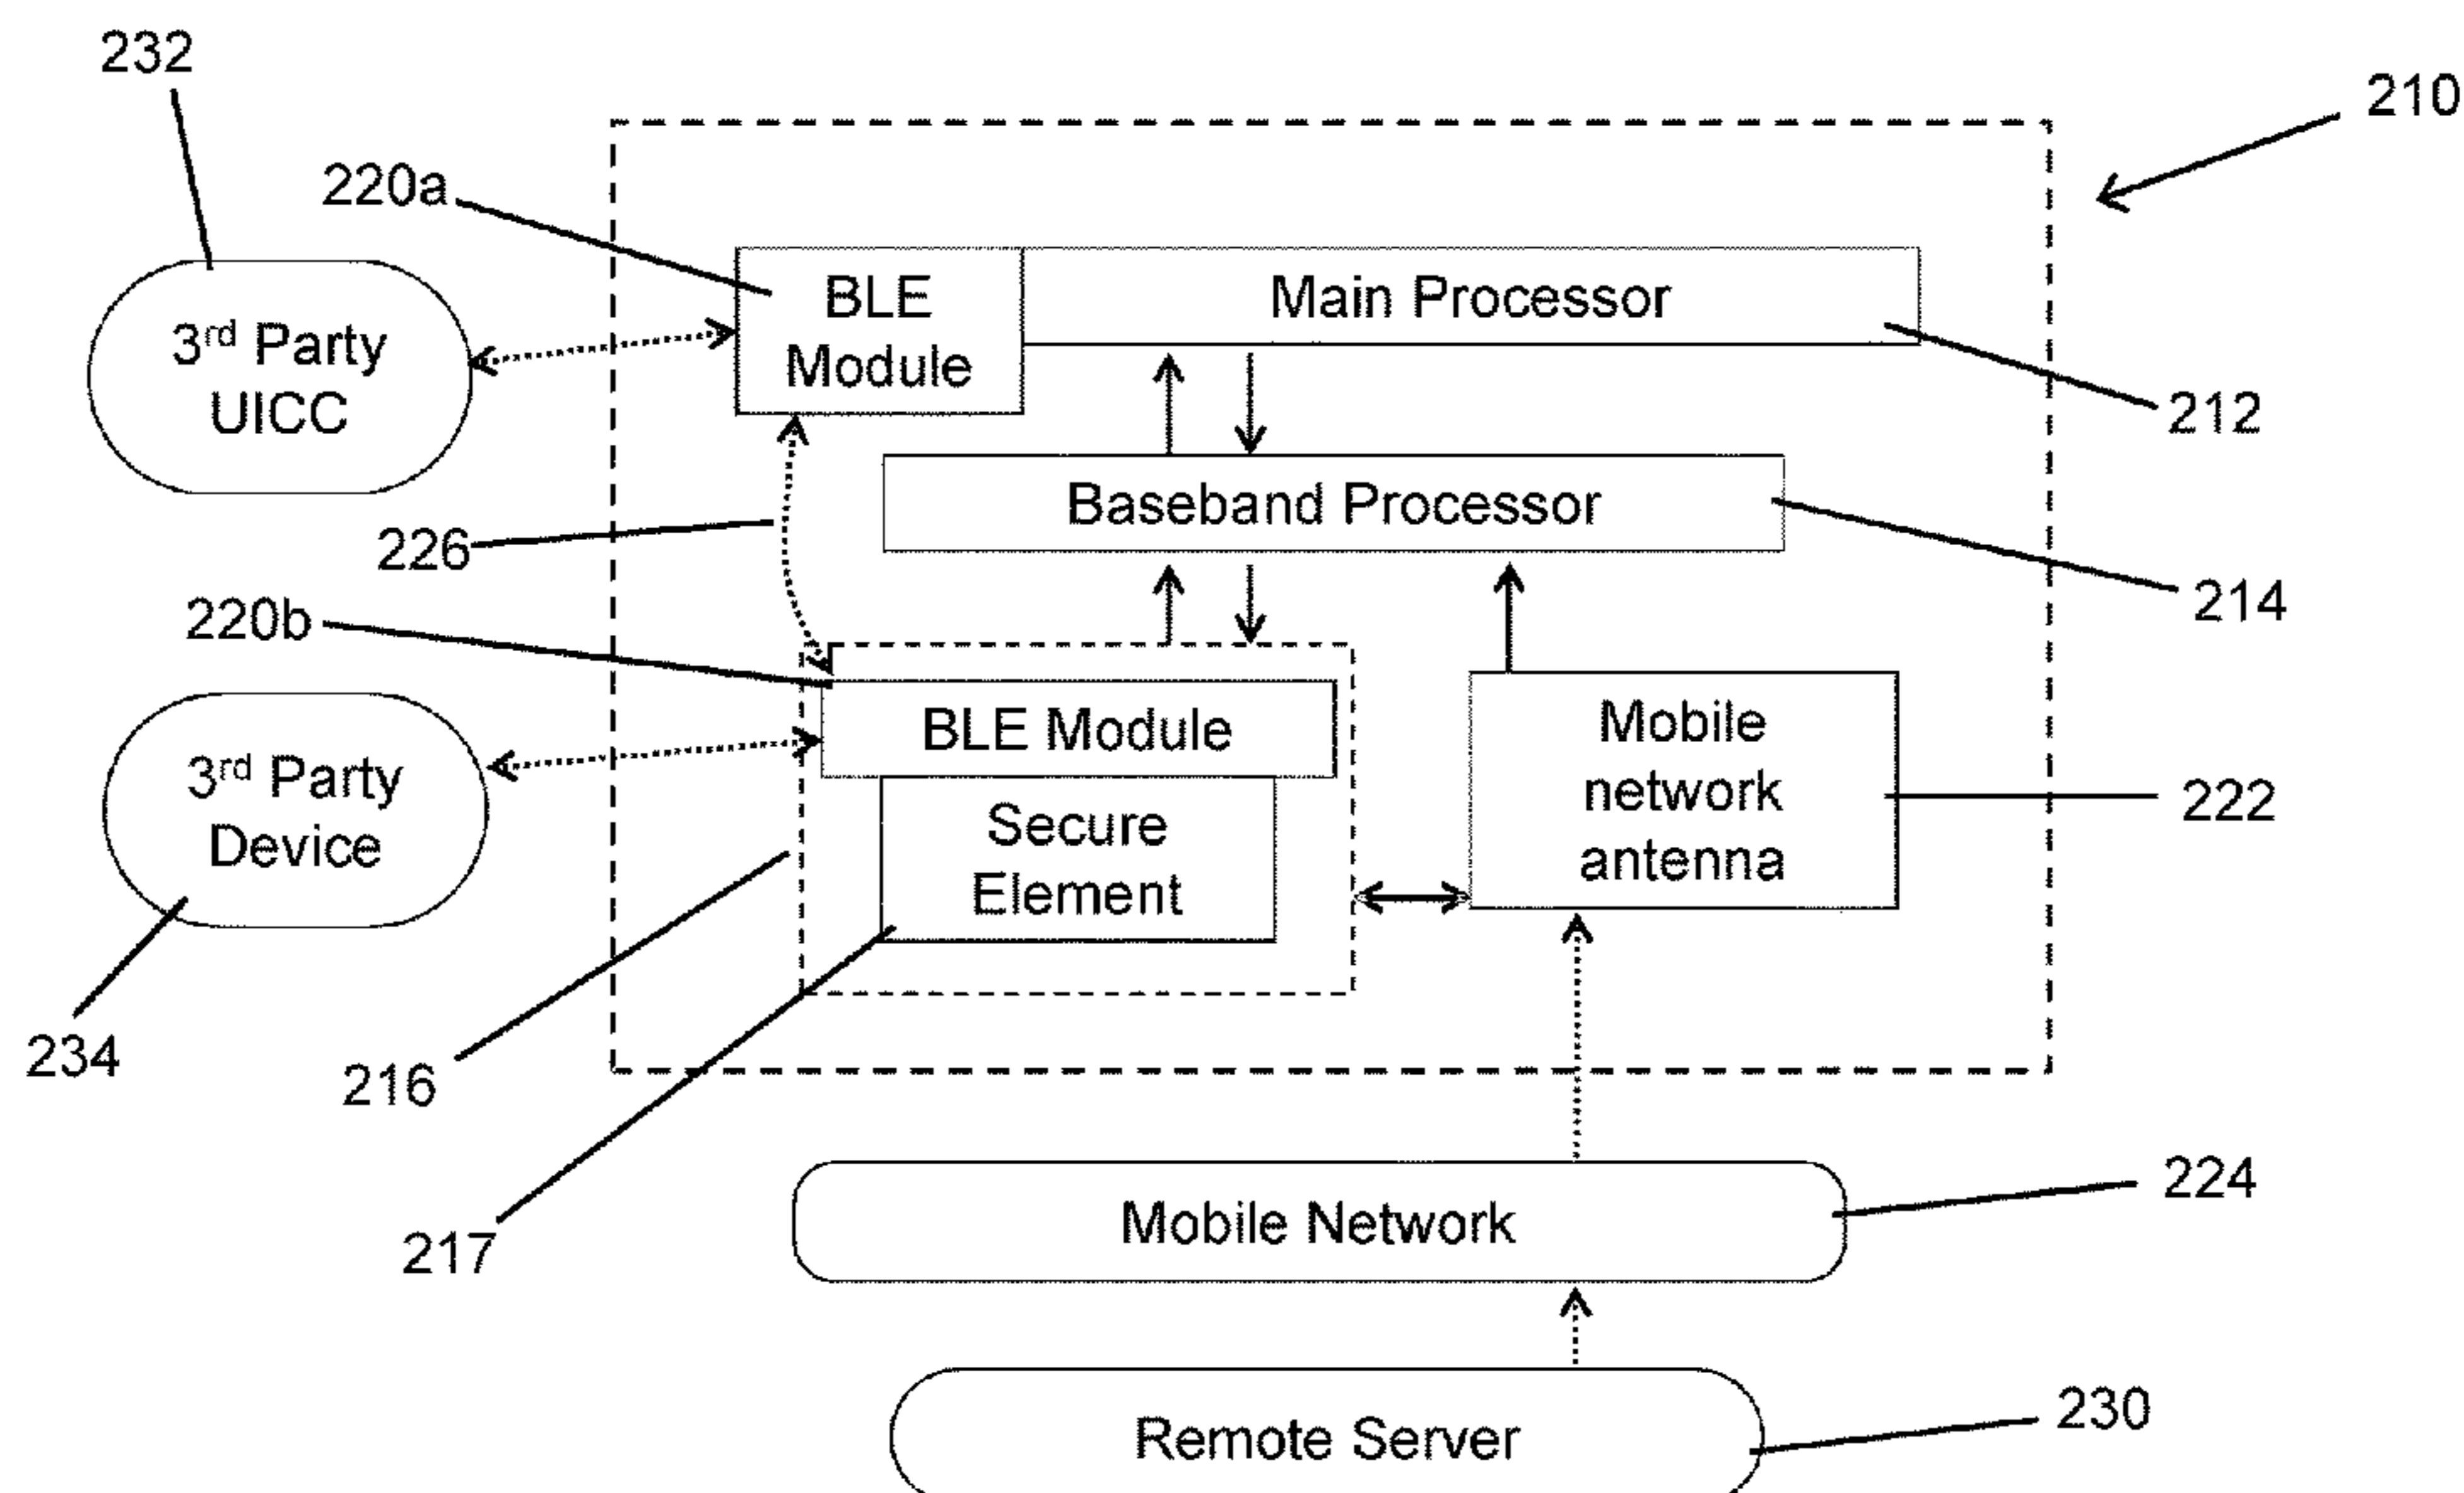 232
210
220a
BLE
Module
Main Processor
3rd Party
UICC
212
Baseband Processor
226
214
220b
BLE Module
Mobile
network
antenna
3rd Party
Device
Secure
Element
222
234
216
217
Mobile Network
224
Remote Server
230